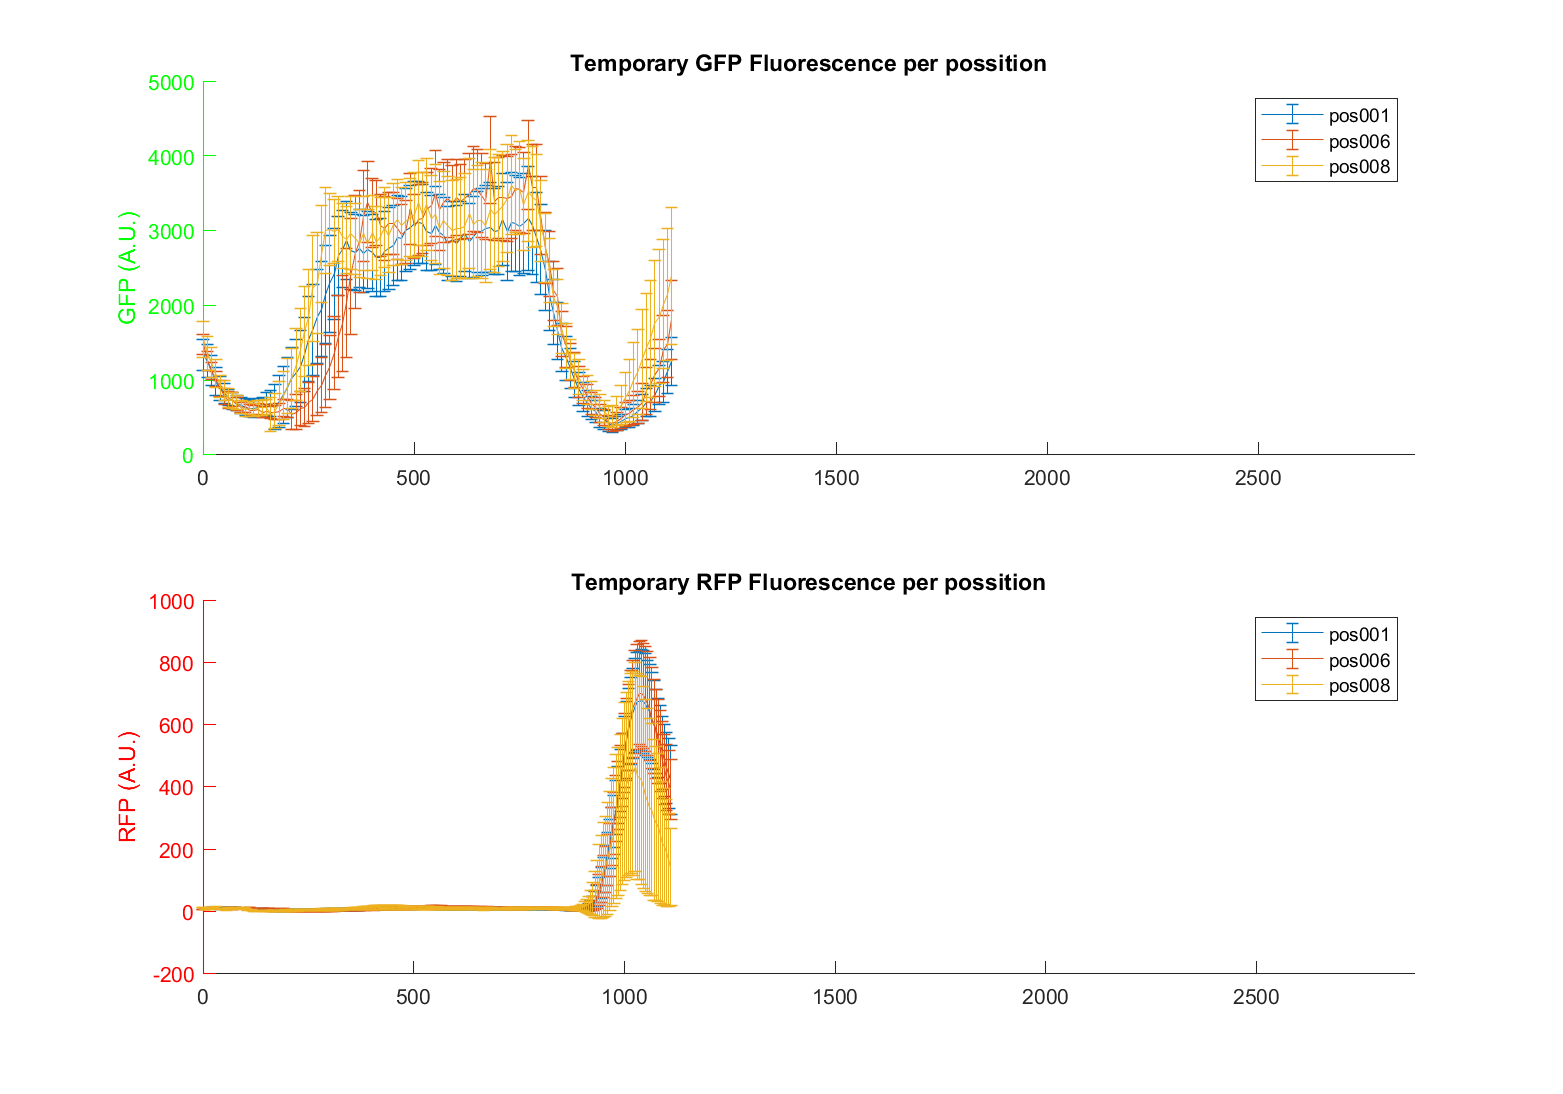 Temporary GFP Fluorescence per possition
5000
4000
3000
2000
1000
0
GFP (A.U.)
pos001
pos006
pos008
0 500 1000 1500 2000 2500
Temporary RFP Fluorescence per possition
1000
800
600
400
200
0
-200
RFP (A.U.)
pos001
pos006
pos008
0 500 1000 1500 2000 2500